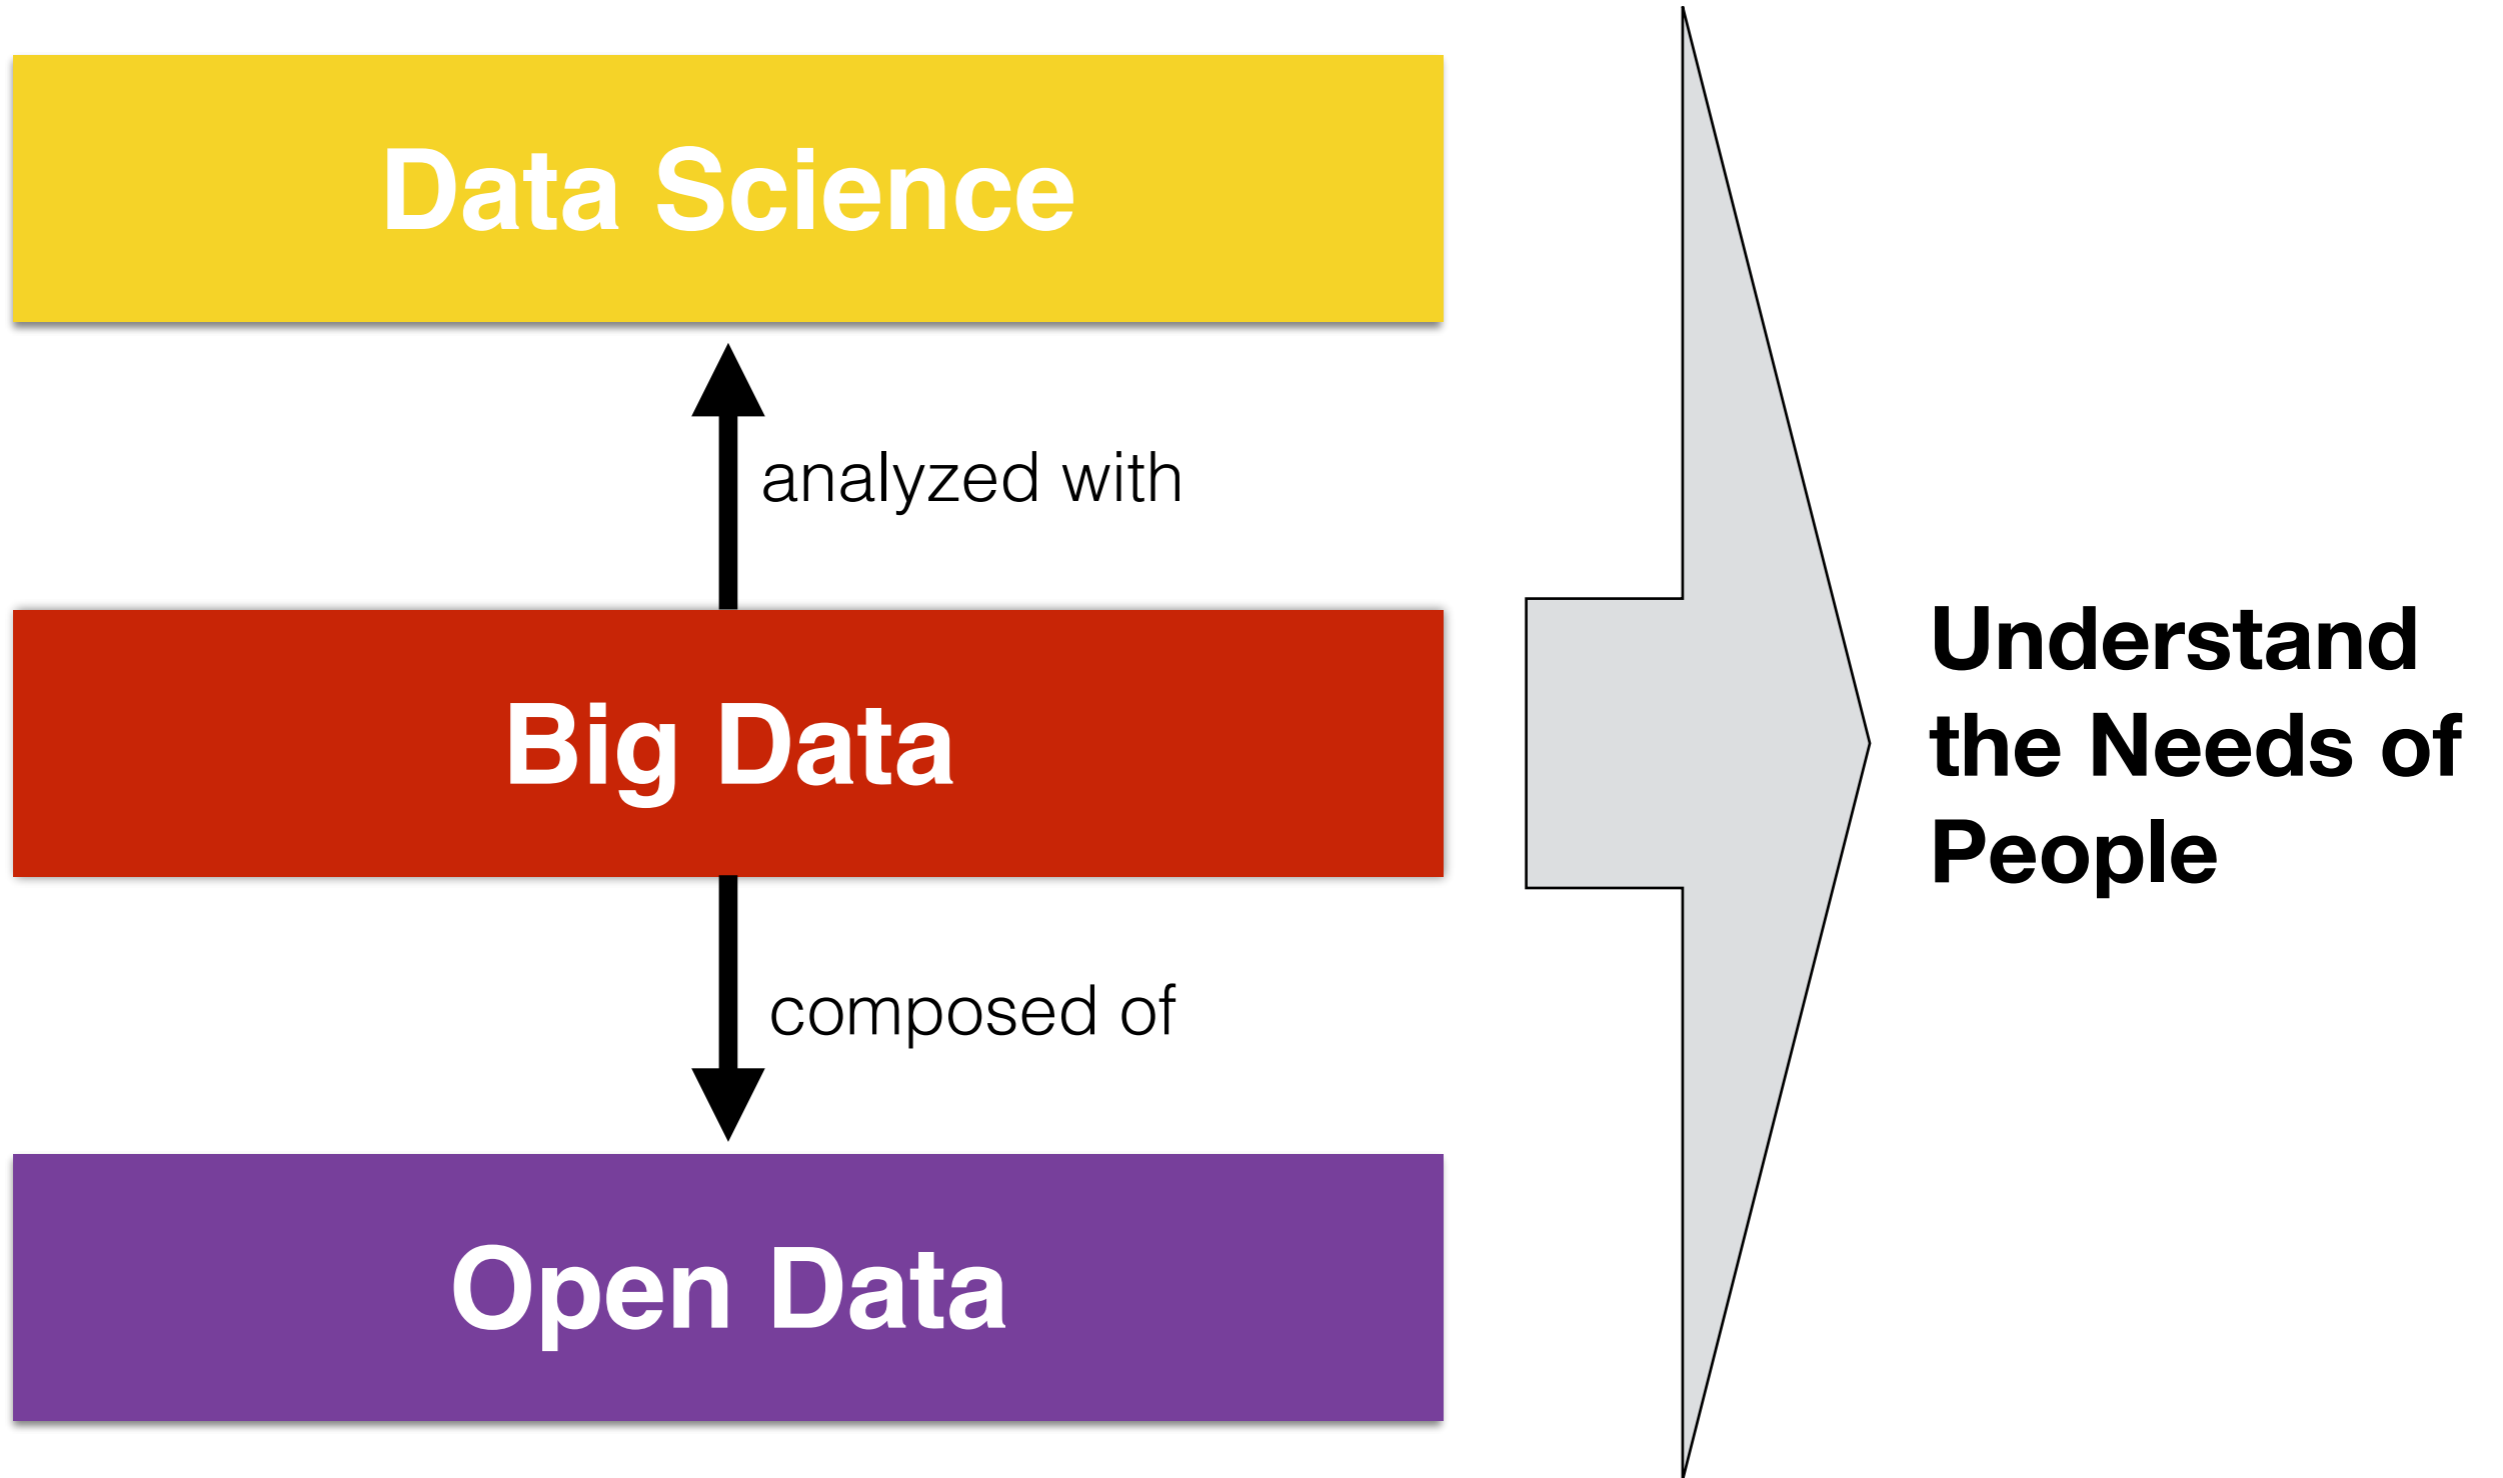 Data Science
analyzed with
Big Data
composed of
Open Data
Understand
the Needs of
People